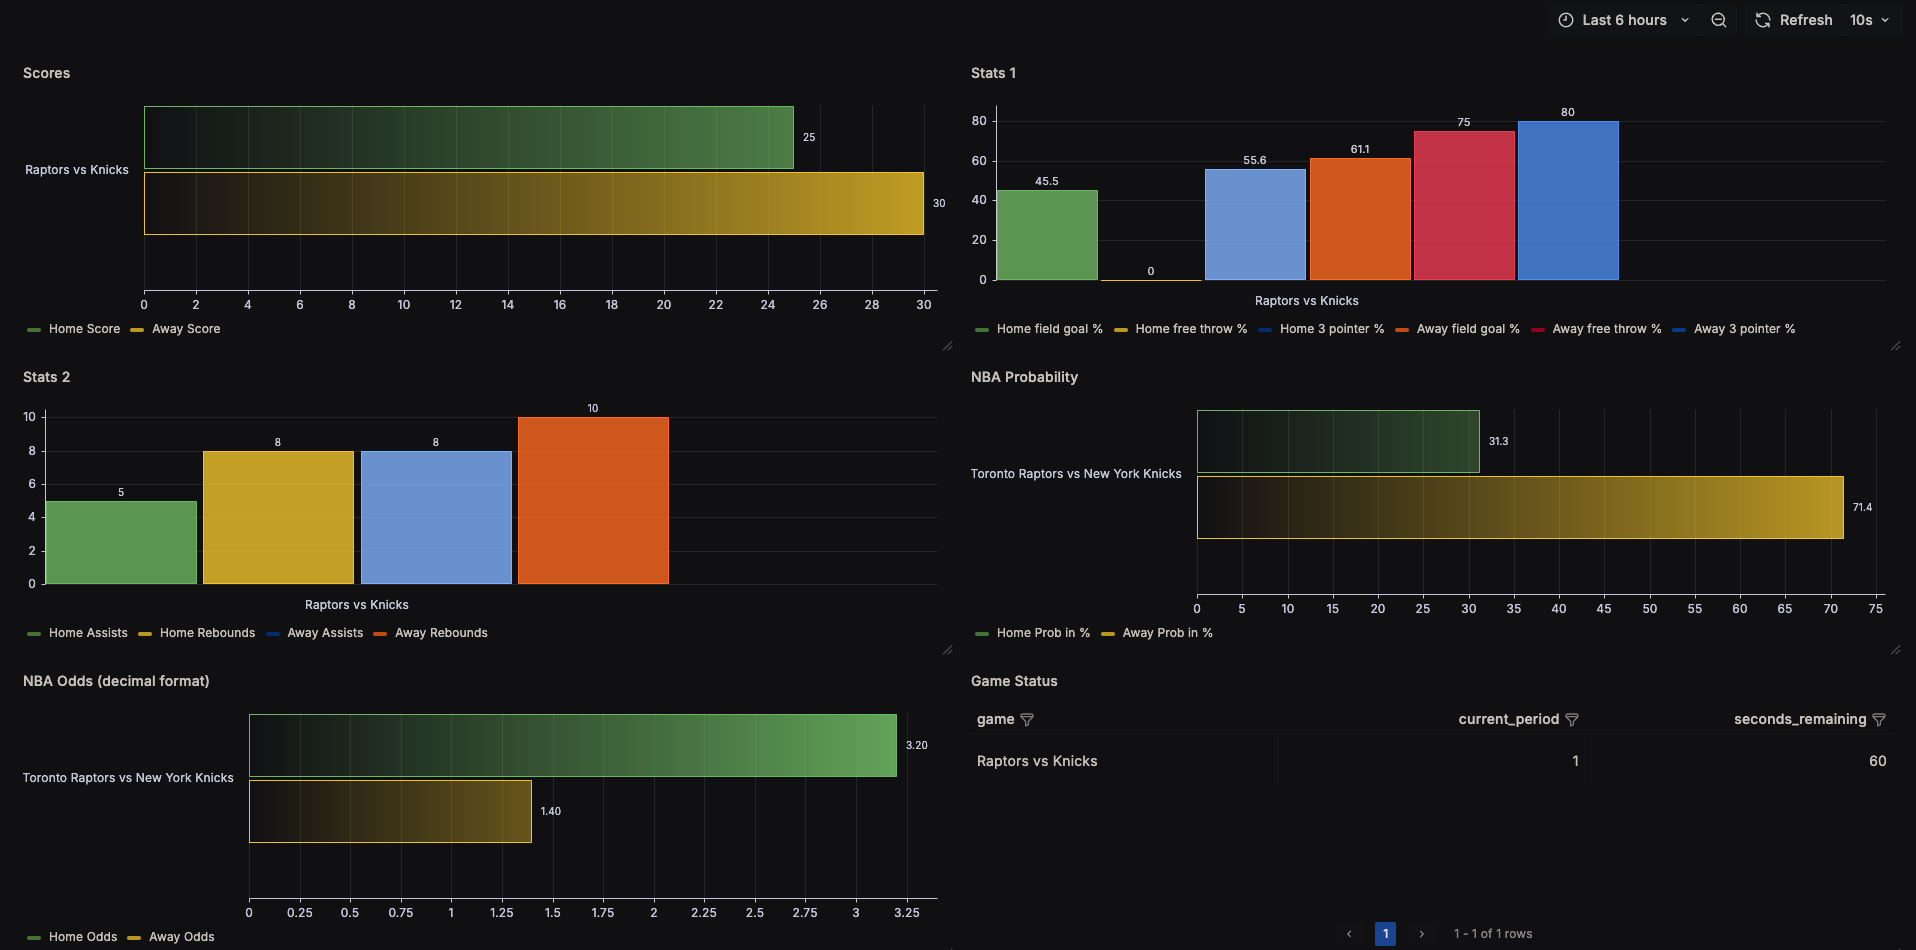 Last 6 hours Refresh 10s
Scores
25
Raptors vs Knicks
30
0 2 4 6 8 10 12 14 16 18 20 22 24 26 28 30
Home Score Away Score
Stats 1
80
60
40
20
0
45.5 0 55.6 61.1 75 80
Raptors vs Knicks
Home field goal % Home free throw % Home 3 pointer % Away field goal % Away free throw % Away 3 pointer %
Stats 2
10
8
6
4
2
0
5 8 8 10
Raptors vs Knicks
Home Assists Home Rebounds Away Assists Away Rebounds
NBA Probability
31.3
Toronto Raptors vs New York Knicks
71.4
0 5 10 15 20 25 30 35 40 45 50 55 60 65 70 75
Home Prob in % Away Prob in %
NBA Odds (decimal format)
3.20
Toronto Raptors vs New York Knicks
1.40
0 0.25 0.5 0.75 1 1.25 1.5 1.75 2 2.25 2.5 2.75 3 3.25
Home Odds Away Odds
Game Status
game current_period seconds_remaining
Raptors vs Knicks 1 60
1 1 - 1 of 1 rows